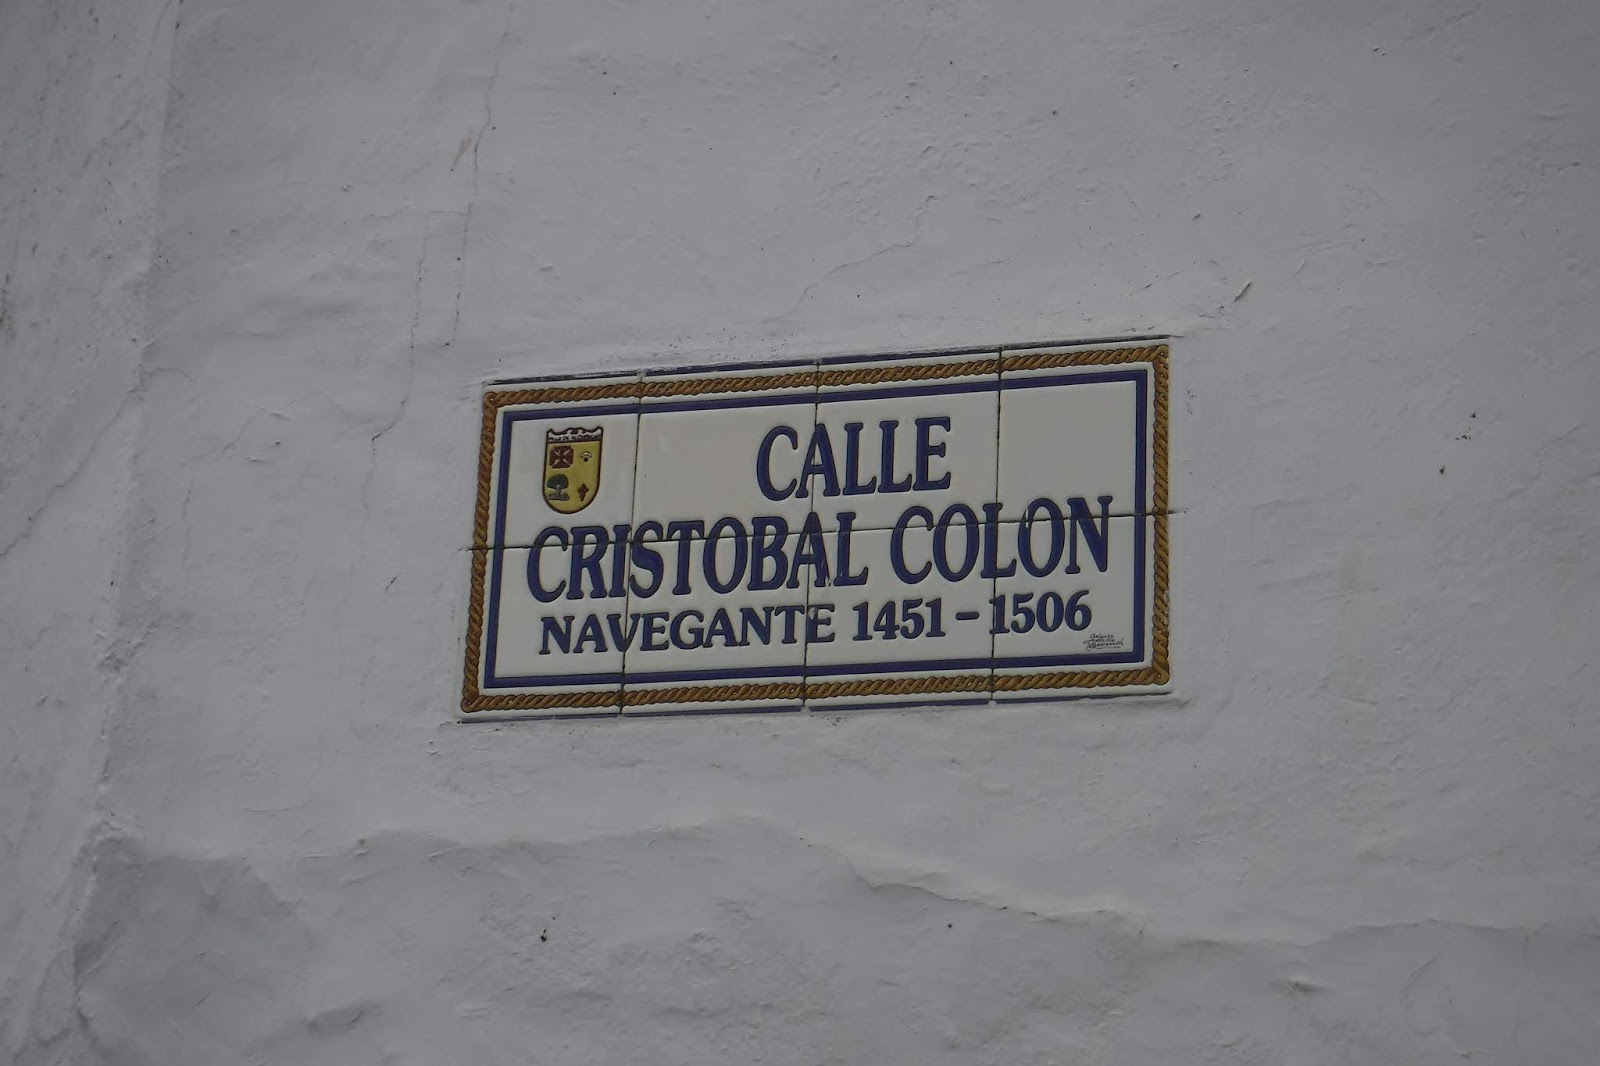 CALLE
CRISTOBAL COLON
NAVEGANTE 1451 - 1506